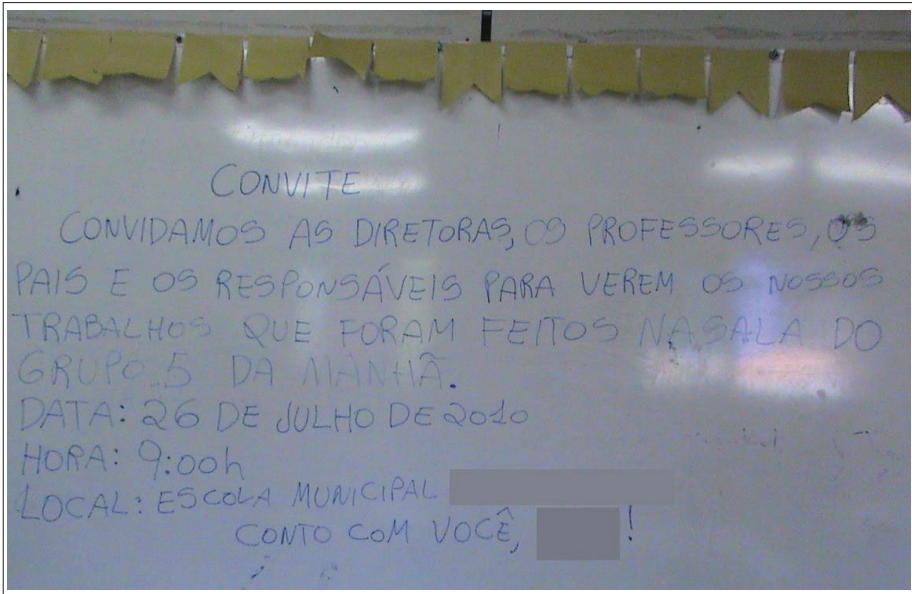 CONVITE
CONVIDAMOS AS DIRETORAS, OS PROFESSORES, OS
PAIS E OS RESPONSÁVEIS PARA VEREM OS NOSSOS
TRABALHOS QUE FORAM FEITOS NA SALA DO
GRUPO 5 DA MANHÃ.
DATA: 26 DE JULHO DE 2010
HORA: 9:00h
LOCAL: ESCOLA MUNICIPAL
CONTO COM VOCÊ, !